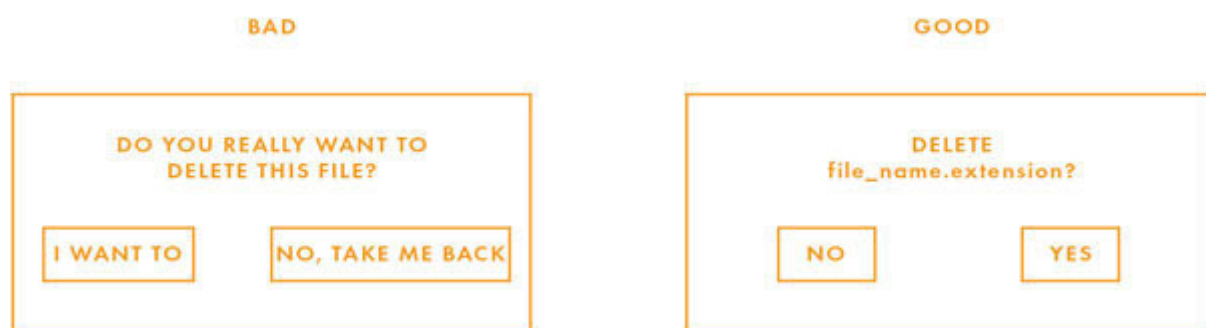 BAD
DO YOU REALLY WANT TO
DELETE THIS FILE?
I WANT TO
NO, TAKE ME BACK
GOOD
DELETE
file_name.extension?
NO
YES